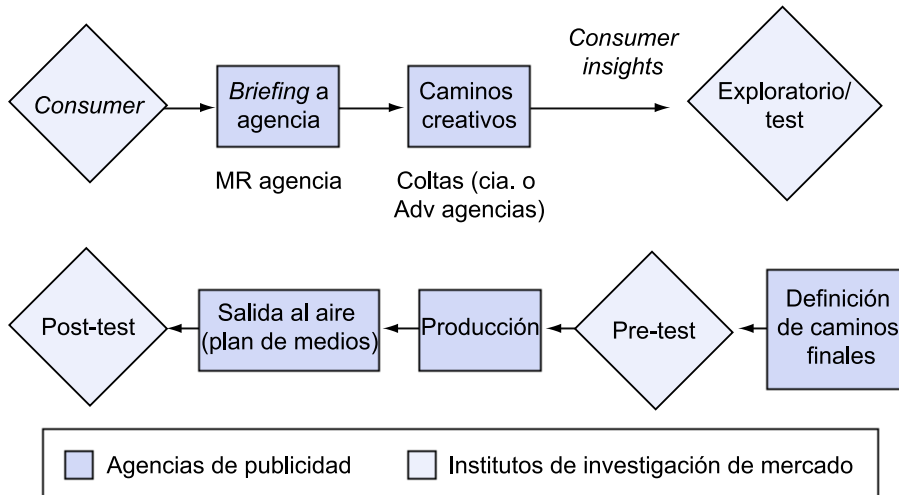 Consumer
insights
Consumer
Briefing a
agencia
Caminos
creativos
Exploratorio/
test
MR agencia
Coltas (cia. o
Adv agencias)
Post-test
Salida al aire
(plan de medios)
Producción
Pre-test
Definición
de caminos
finales
Agencias de publicidad
Institutos de investigación de mercado